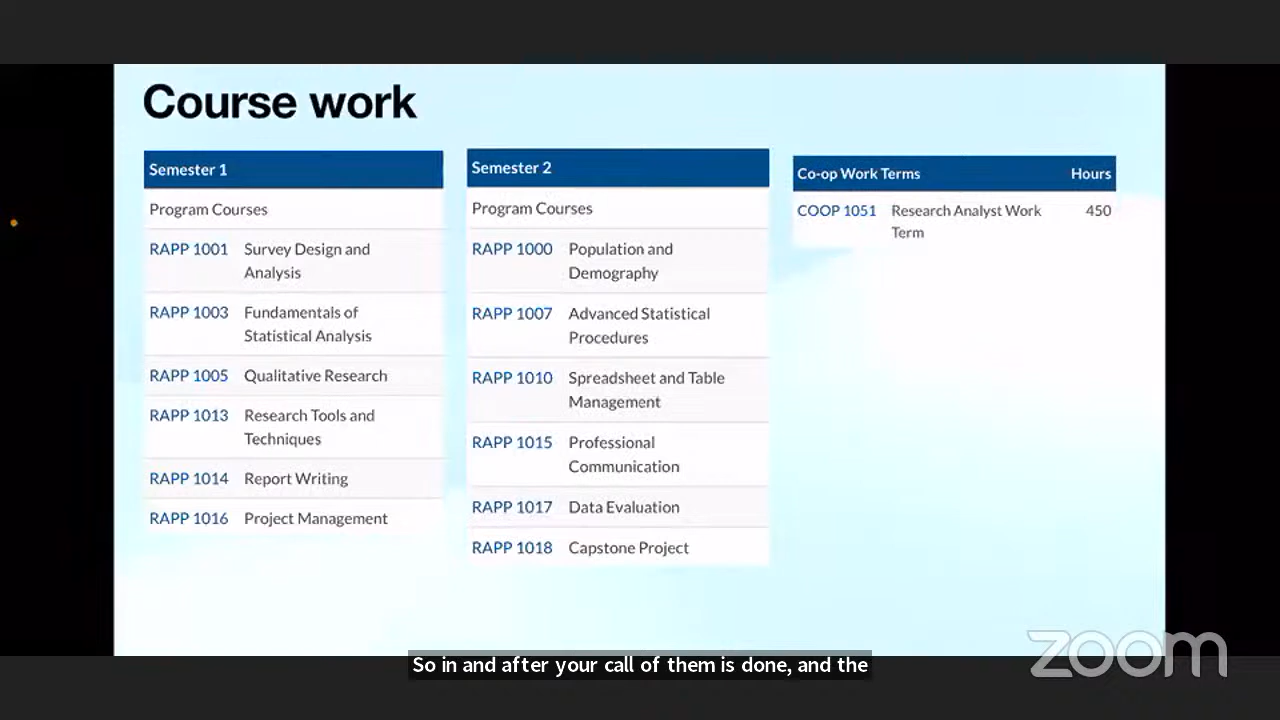 Course work
Semester 1
Program Courses
RAPP 1001 Survey Design and
Analysis
RAPP 1003 Fundamentals of
Statistical Analysis
RAPP 1005 Qualitative Research
RAPP 1013 Research Tools and
Techniques
RAPP 1014 Report Writing
RAPP 1016 Project Management
Semester 2
Program Courses
RAPP 1000 Population and
Demography
RAPP 1007 Advanced Statistical
Procedures
RAPP 1010 Spreadsheet and Table
Management
RAPP 1015 Professional
Communication
RAPP 1017 Data Evaluation
RAPP 1018 Capstone Project
Co-op Work Terms Hours
COOP 1051 Research Analyst Work 450
Term
zoom
So in and after your call of them is done, and the